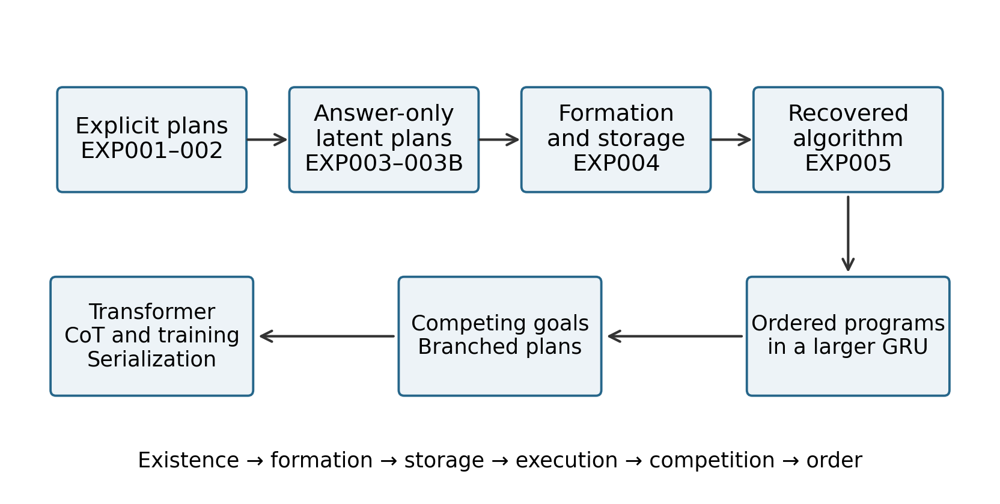 Explicit plans
EXP001–002
Answer-only
latent plans
EXP003–003B
Formation
and storage
EXP004
Recovered
algorithm
EXP005
Transformer
CoT and training
Serialization
Competing goals
Branched plans
Ordered programs
in a larger GRU
Existence → formation → storage → execution → competition → order